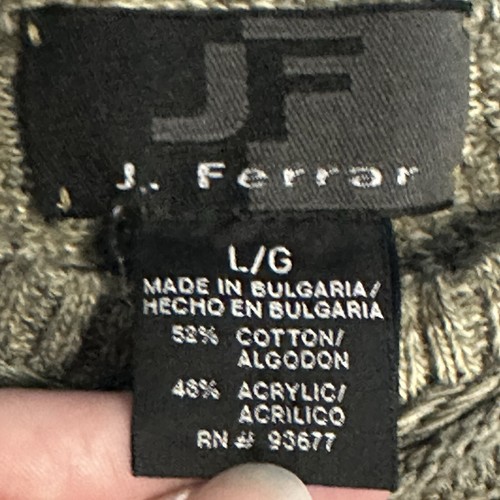 JF
J. Ferrar
L/G
MADE IN BULGARIA/
HECHO EN BULGARIA
52% COTTON/
ALGODON
48% ACRYLIC/
ACRILICO
RN # 93677